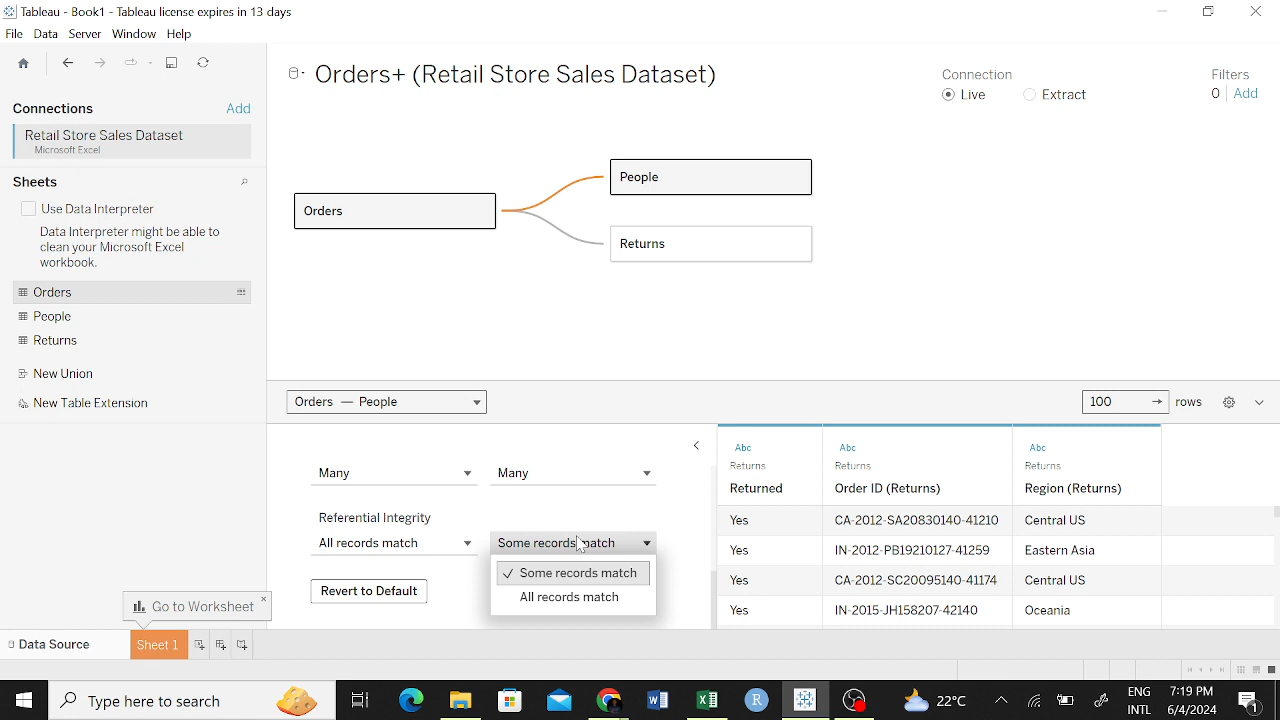 Tableau - Book1 - Tableau license expires in 13 days
File Data Server Window Help
Connections Add
Retail Store Sales Dataset
Microsoft Excel
Sheets
Use Data Interpreter
Data Interpreter might be able to
clean your Microsoft Excel
workbook.
Orders
People
Returns
New Union
New Table Extension
Go to Worksheet
Orders+ (Retail Store Sales Dataset)
Connection
Live Extract
Filters
0 Add
Orders
People
Returns
Orders — People
100 rows
Many Many
Referential Integrity
All records match Some records match
Some records match
All records match
Revert to Default
Abc Abc Abc
Returns Returns Returns
Returned Order ID (Returns) Region (Returns)
Yes CA-2012-SA20830140-41210 Central US
Yes IN-2012-PB19210127-41259 Eastern Asia
Yes CA-2012-SC20095140-41174 Central US
Yes IN-2015-JH158207-42140 Oceania
Data Source Sheet 1
Type here to search
22°C
ENG
INTL
7:19 PM
6/4/2024
1